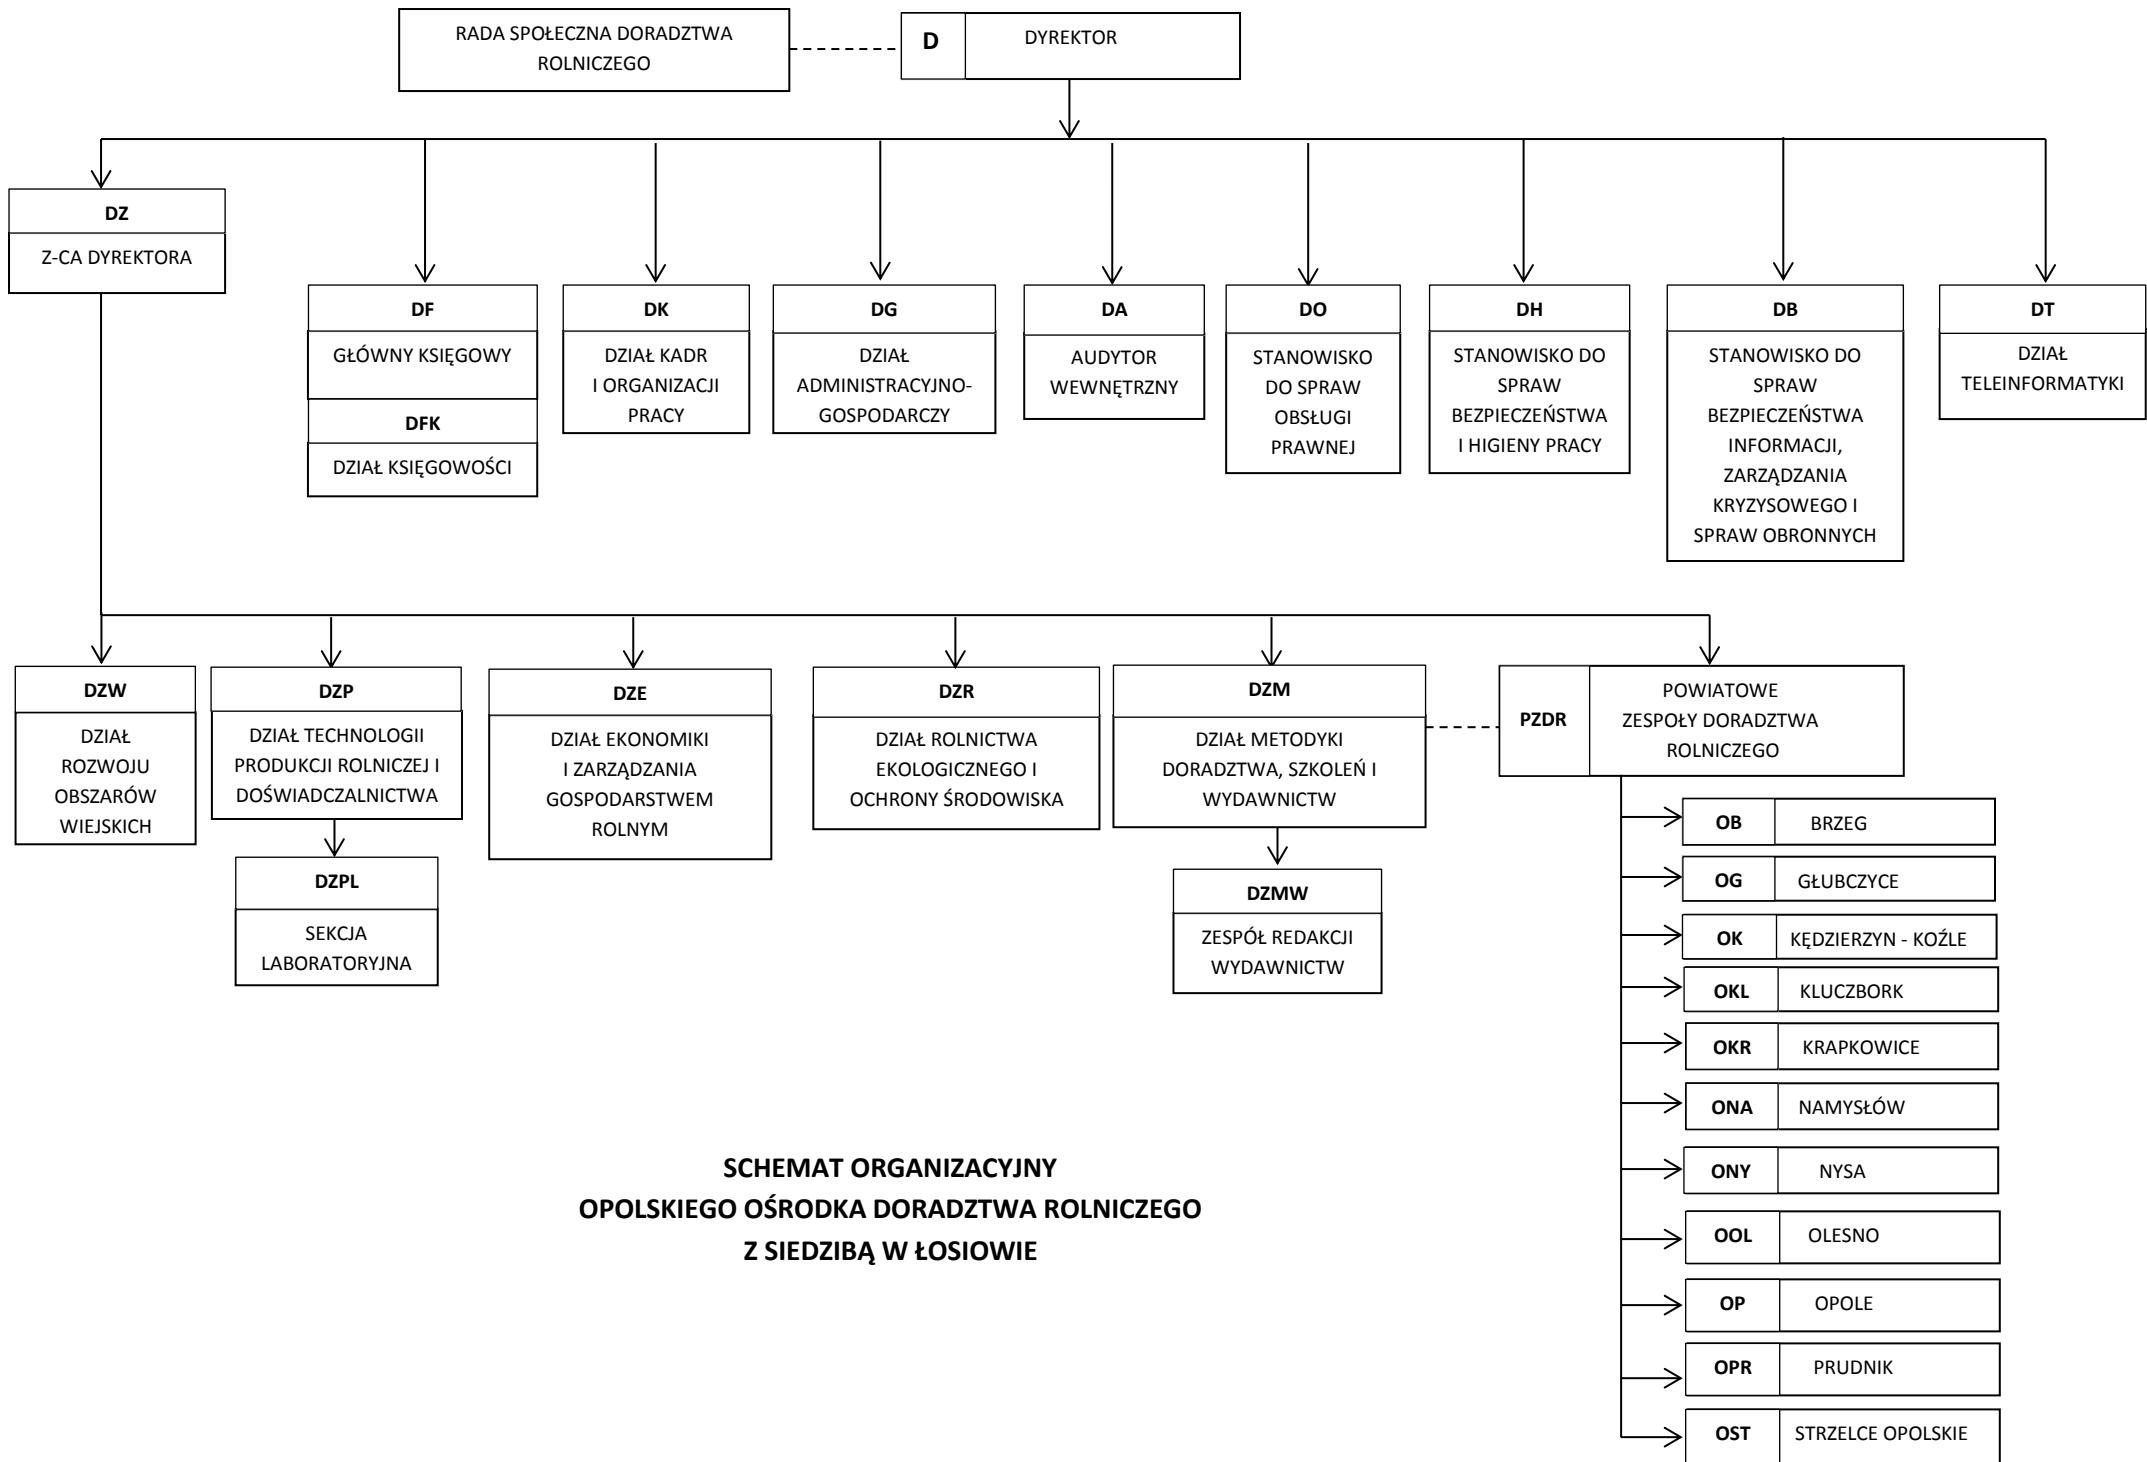 RADA SPOŁECZNA DORADZTWA
ROLNICZEGO
D
DYREKTOR
DZ
Z-CA DYREKTORA
DF
GŁÓWNY KSIĘGOWY
DFK
DZIAŁ KSIĘGOWOŚCI
DK
DZIAŁ KADR
I ORGANIZACJI
PRACY
DG
DZIAŁ
ADMINISTRACYJNO-
GOSPODARCZY
DA
AUDYTOR
WEWNĘTRZNY
DO
STANOWISKO
DO SPRAW
OBSŁUGI
PRAWNEJ
DH
STANOWISKO DO
SPRAW
BEZPIECZEŃSTWA
I HIGIENY PRACY
DB
STANOWISKO DO
SPRAW
BEZPIECZEŃSTWA
INFORMACJI,
ZARZĄDZANIA
KRYZYSOWEGO I
SPRAW OBRONNYCH
DT
DZIAŁ
TELEINFORMATYKI
DZW
DZIAŁ
ROZWOJU
OBSZARÓW
WIEJSKICH
DZP
DZIAŁ TECHNOLOGII
PRODUKCJI ROLNICZEJ I
DOŚWIADCZALNICTWA
DZPL
SEKCJA
LABORATORYJNA
DZE
DZIAŁ EKONOMIKI
I ZARZĄDZANIA
GOSPODARSTWEM
ROLNYM
DZR
DZIAŁ ROLNICTWA
EKOLOGICZNEGO I
OCHRONY ŚRODOWISKA
DZM
DZIAŁ METODYKI
DORADZTWA, SZKOLEŃ I
WYDAWNICTW
DZMW
ZESPÓŁ REDAKCJI
WYDAWNICTW
PZDR
POWIATOWE
ZESPOŁY DORADZTWA
ROLNICZEGO
OB BRZEG
OG GŁUBCZYCE
OK KĘDZIERZYN - KOŹLE
OKL KLUCZBORK
OKR KRAPKOWICE
ONA NAMYSŁÓW
ONY NYSA
OOL OLESNO
OP OPOLE
OPR PRUDNIK
OST STRZELCE OPOLSKIE
SCHEMAT ORGANIZACYJNY
OPOLSKIEGO OŚRODKA DORADZTWA ROLNICZEGO
Z SIEDZIBĄ W ŁOSIOWIE